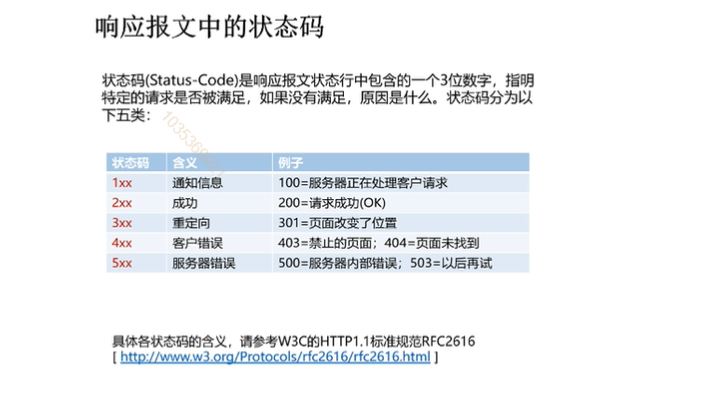 响应报文中的状态码
状态码(Status-Code)是响应报文状态行中包含的一个3位数字，指明
特定的请求是否被满足，如果没有满足，原因是什么。状态码分为以
下五类：
状态码 含义 例子
1xx 通知信息 100=服务器正在处理客户请求
2xx 成功 200=请求成功(OK)
3xx 重定向 301=页面改变了位置
4xx 客户错误 403=禁止的页面；404=页面未找到
5xx 服务器错误 500=服务器内部错误；503=以后再试
具体各状态码的含义，请参考W3C的HTTP1.1标准规范RFC2616
[ http://www.w3.org/Protocols/rfc2616/rfc2616.html ]